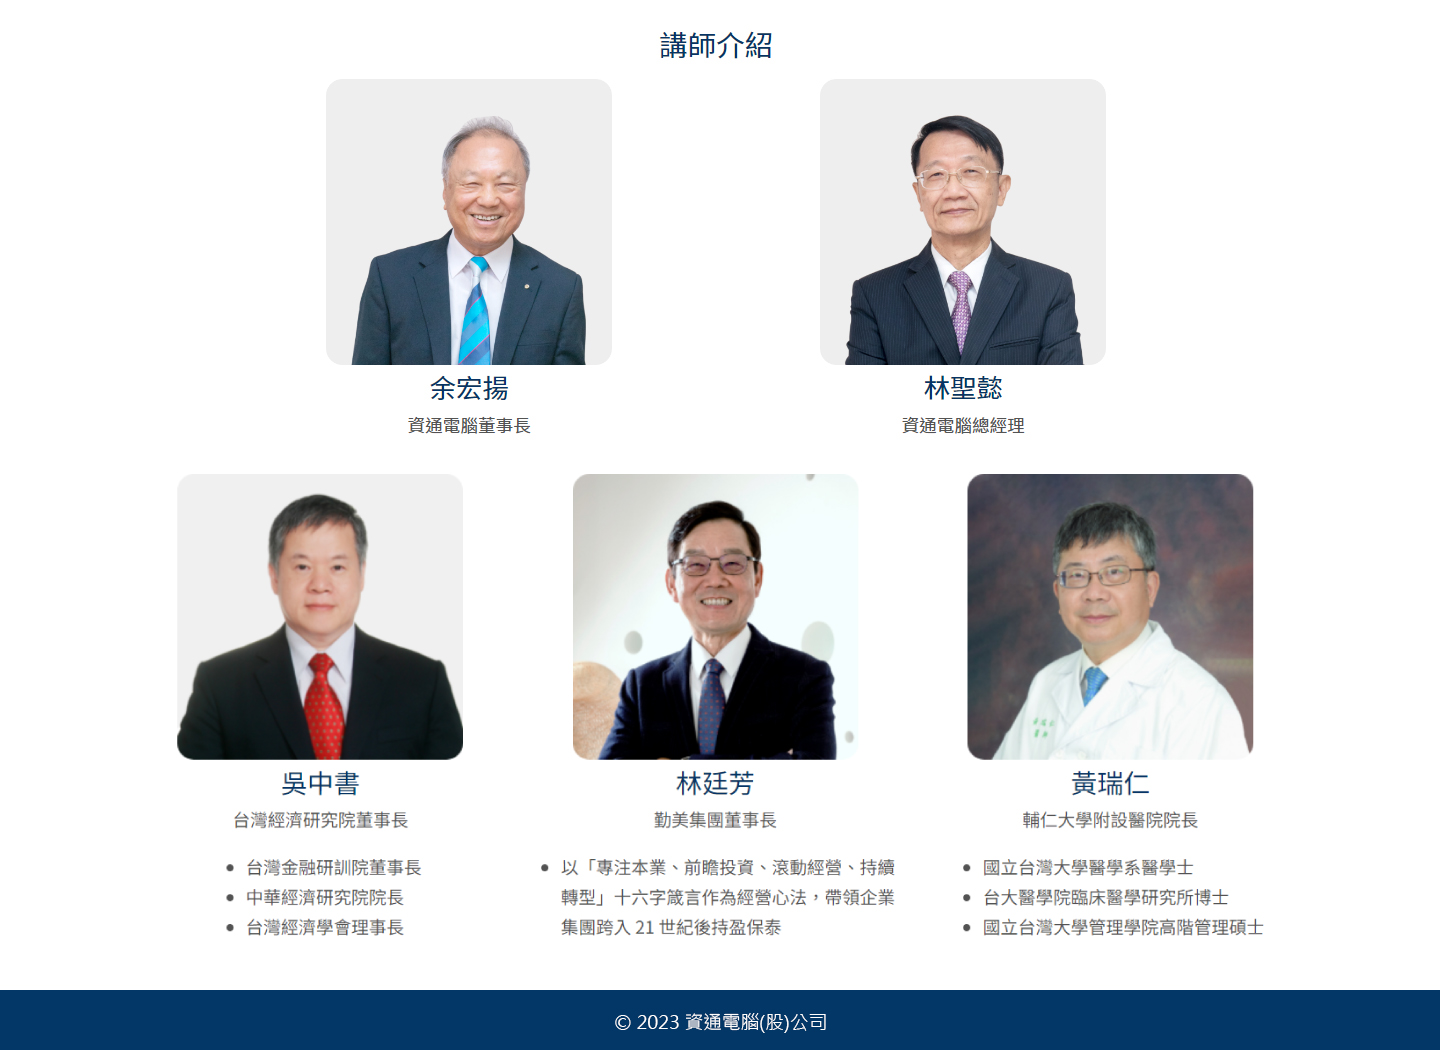 講師介紹
余宏揚
林聖懿
資通電腦董事長
資通電腦總經理
吳中書
林廷芳
黃瑞仁
台灣經濟研究院董事長
勤美集團董事長
輔仁大學附設醫院院長
• 台灣金融研訓院董事長
• 中華經濟研究院院長
• 台灣經濟學會理事長
• 以「專注本業、前瞻投資、滾動經營、持續
轉型」十六字箴言作為經營心法，帶領企業
集團跨入 21 世紀後持盈保泰
• 國立台灣大學醫學系醫學士
• 台大醫學院臨床醫學研究所博士
• 國立台灣大學管理學院高階管理碩士
© 2023 資通電腦(股)公司